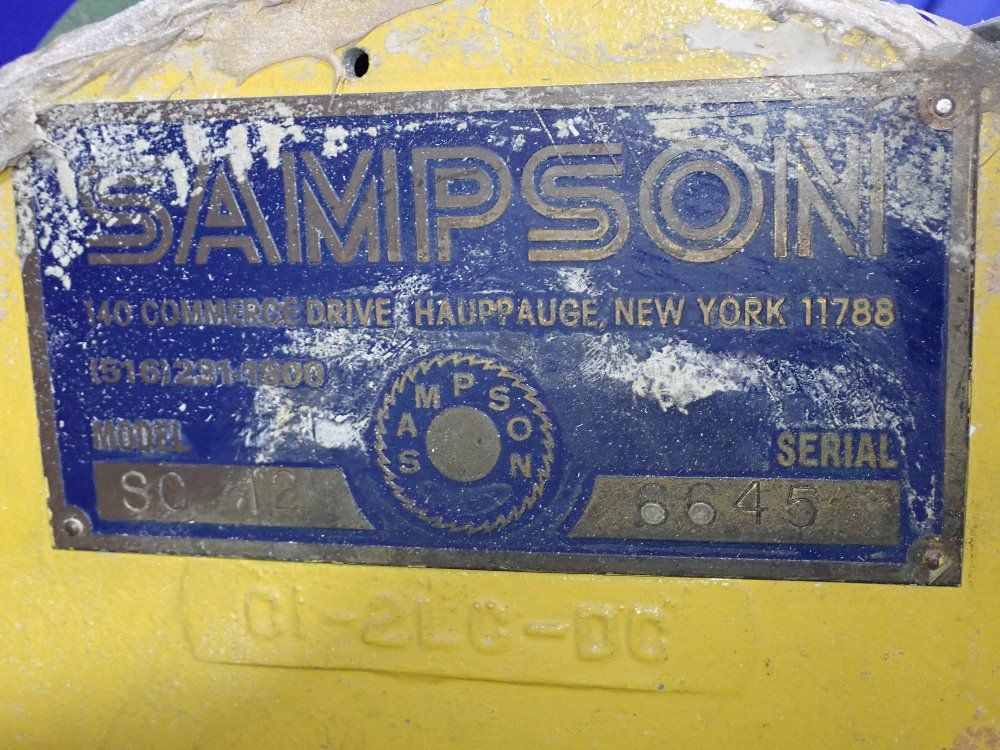 SAMPSON
140 COMMERCE DRIVE, HAUPPAUGE, NEW YORK 11788
(516) 231-1900
MODEL
SC 12
SAMPSON
SERIAL
6645
CI-2LC-DC